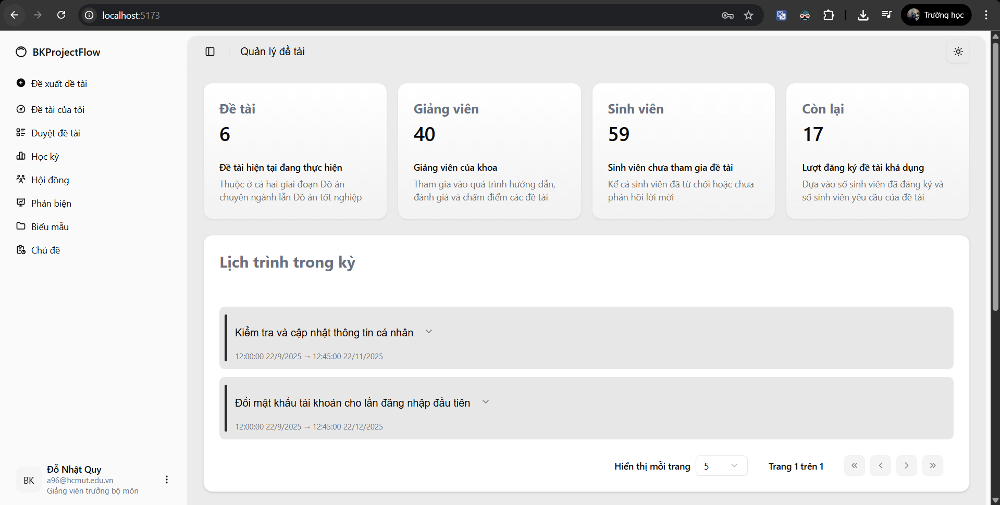 localhost:5173
Trường học
BKProjectFlow
Đề xuất đề tài
Đề tài của tôi
Duyệt đề tài
Học kỳ
Hội đồng
Phản biện
Biểu mẫu
Chủ đề
BK
Đỗ Nhật Quy
a96@hcmut.edu.vn
Giảng viên trưởng bộ môn
Quản lý đề tài
Đề tài
6
Đề tài hiện tại đang thực hiện
Thuộc ở cả hai giai đoạn Đồ án
chuyên ngành lẫn Đồ án tốt nghiệp
Giảng viên
40
Giảng viên của khoa
Tham gia vào quá trình hướng dẫn,
đánh giá và chấm điểm các đề tài
Sinh viên
59
Sinh viên chưa tham gia đề tài
Kể cả sinh viên đã từ chối hoặc chưa
phản hồi lời mời
Còn lại
17
Lượt đăng ký đề tài khả dụng
Dựa vào số sinh viên đã đăng ký và
số sinh viên yêu cầu của đề tài
Lịch trình trong kỳ
Kiểm tra và cập nhật thông tin cá nhân
12:00:00 22/9/2025 → 12:45:00 22/11/2025
Đổi mật khẩu tài khoản cho lần đăng nhập đầu tiên
12:00:00 22/9/2025 → 12:45:00 22/12/2025
Hiển thị mỗi trang 5 Trang 1 trên 1